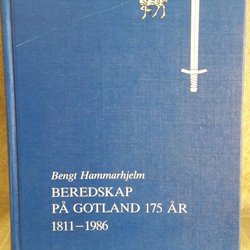 Bengt Hammarhjelm
BEREDSKAP
PÅ GOTLAND 175 ÅR
1811–1986